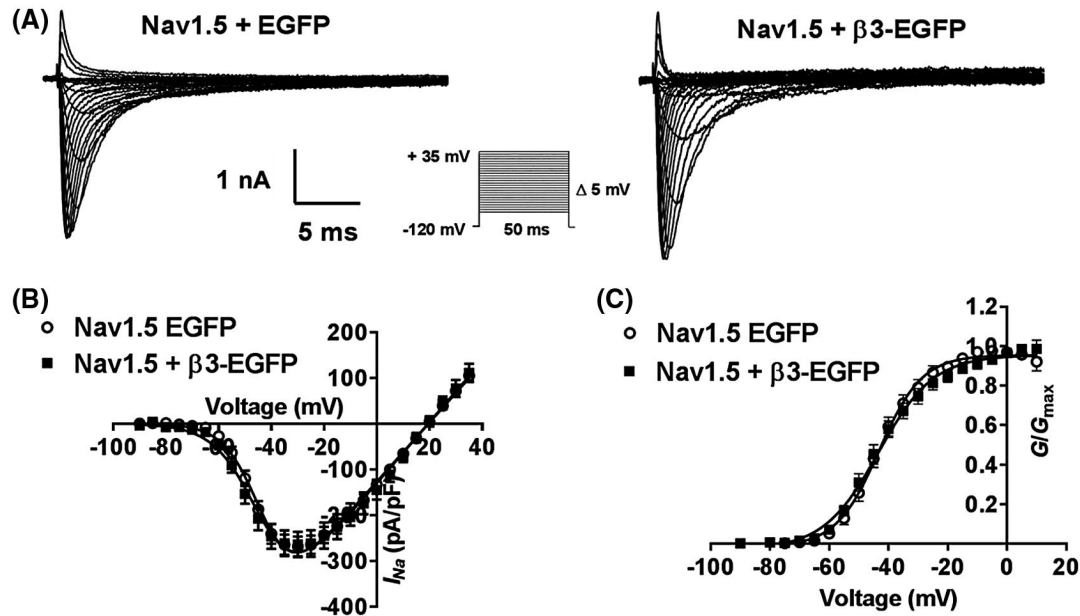 (A)
Nav1.5 + EGFP
Nav1.5 + β3-EGFP
1 nA
5 ms
+ 35 mV
Δ 5 mV
-120 mV
50 ms
(B)
Nav1.5 EGFP
Nav1.5 + β3-EGFP
Voltage (mV)
200
100
-100
-200
-300
-400
-100 -80 -60 -40 -20 20 40
INa (pA/pF)
(C)
Nav1.5 EGFP
Nav1.5 + β3-EGFP
1.2
1.0
0.8
0.6
0.4
0.2
G/Gmax
-100 -80 -60 -40 -20 0 20
Voltage (mV)